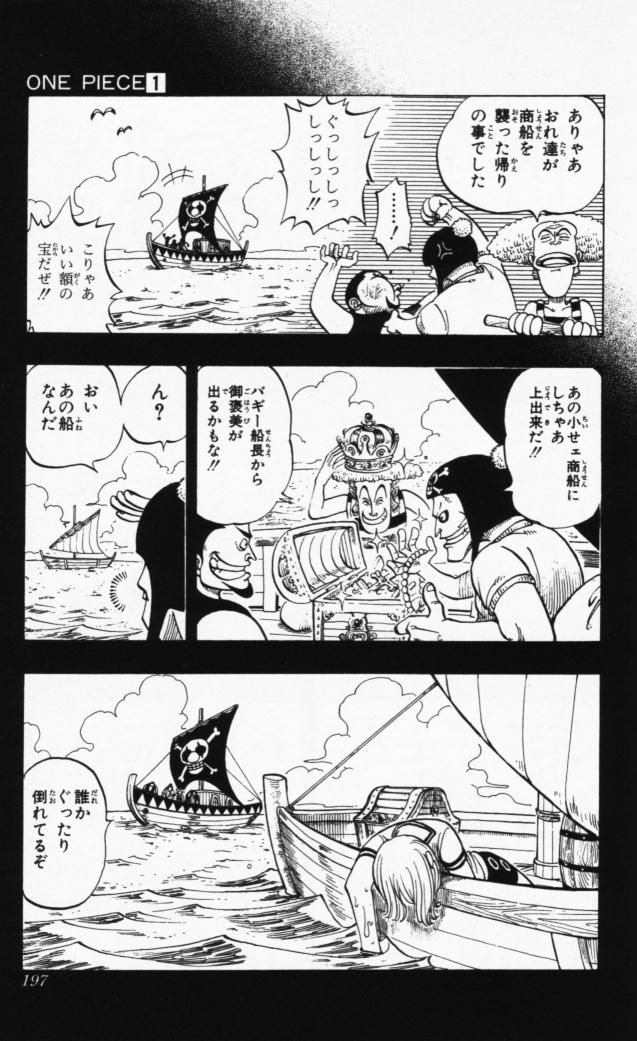 ONE PIECE 1
ありゃあ
おれ達が
商船を
襲った帰り
の事でした
……！
ぐっしっしっ
しっしっし!!
こりゃあ
いい額の
宝だぜ!!
あの小せェ商船に
しちゃあ
上出来だ!!
バギー船長から
御褒美が
出るかもな!!
ん？
おい
あの船
なんだ
誰か
ぐったり
倒れてるぞ
197